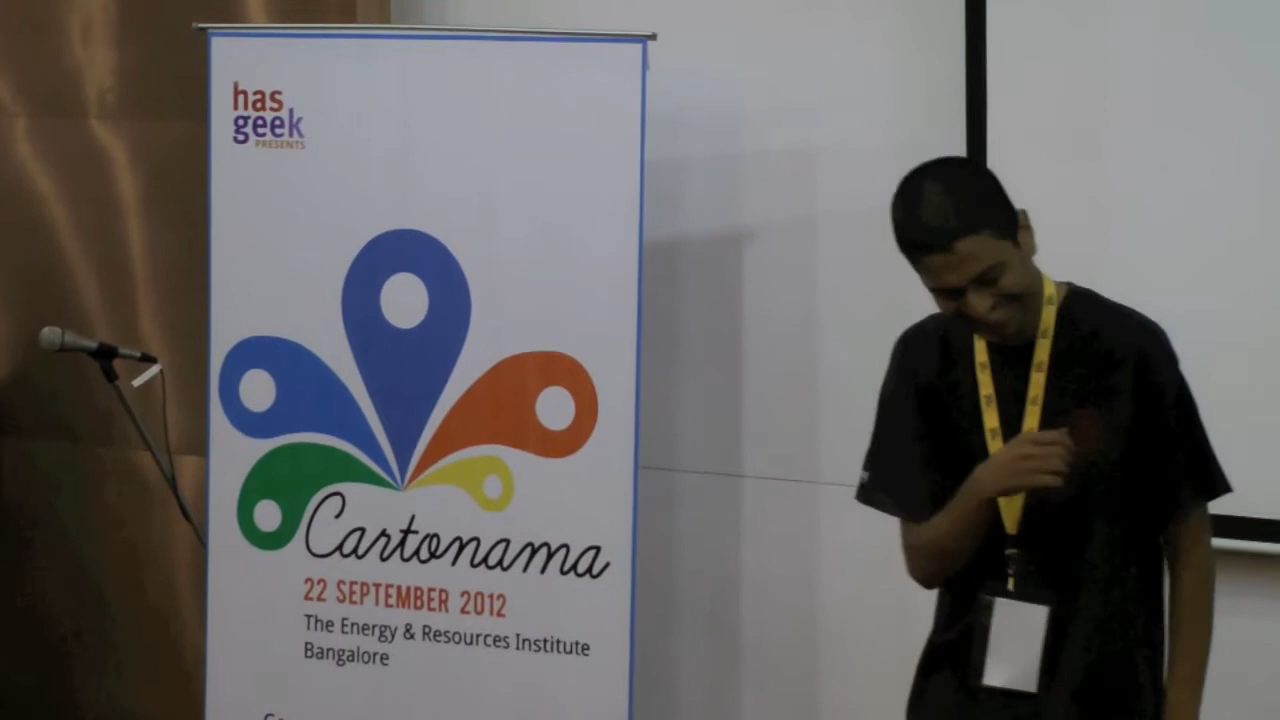 has
geek
PRESENTS
Cartonama
22 SEPTEMBER 2012
The Energy & Resources Institute
Bangalore